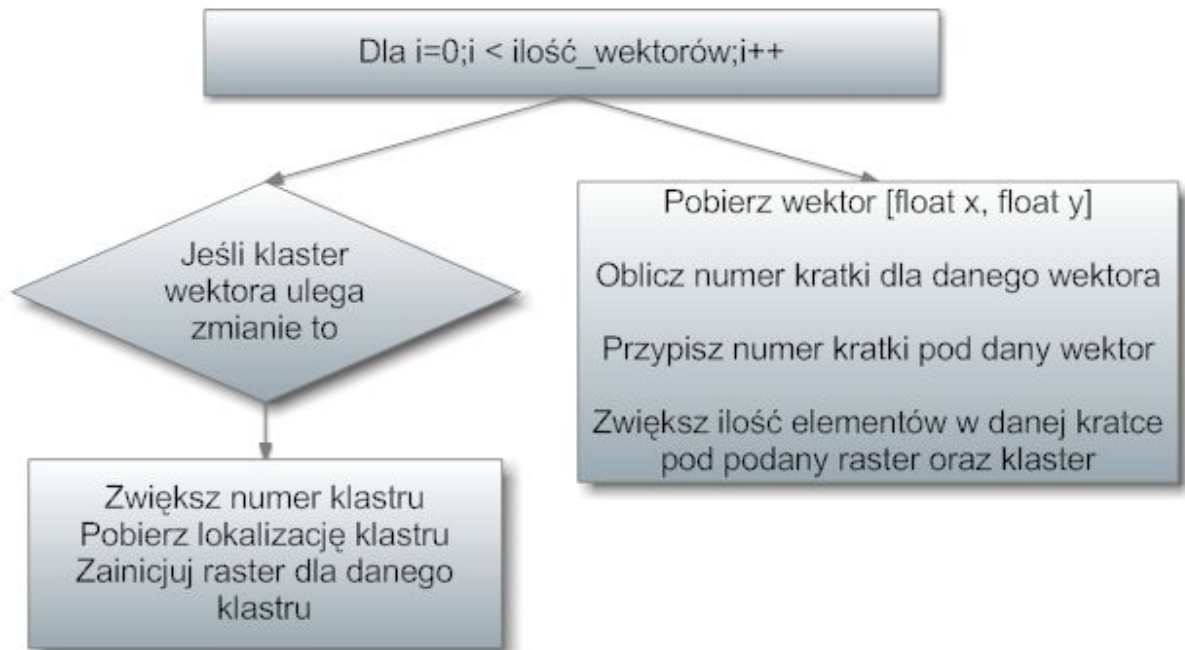 Dla i=0;i < ilość_wektorów;i++
Jeśli klaster
wektora ulega
zmianie to
Zwiększ numer klastru
Pobierz lokalizację klastru
Zainicjuj raster dla danego
klastru
Pobierz wektor [float x, float y]
Oblicz numer kratki dla danego wektora
Przypisz numer kratki pod dany wektor
Zwiększ ilość elementów w danej kratce
pod podany raster oraz klaster